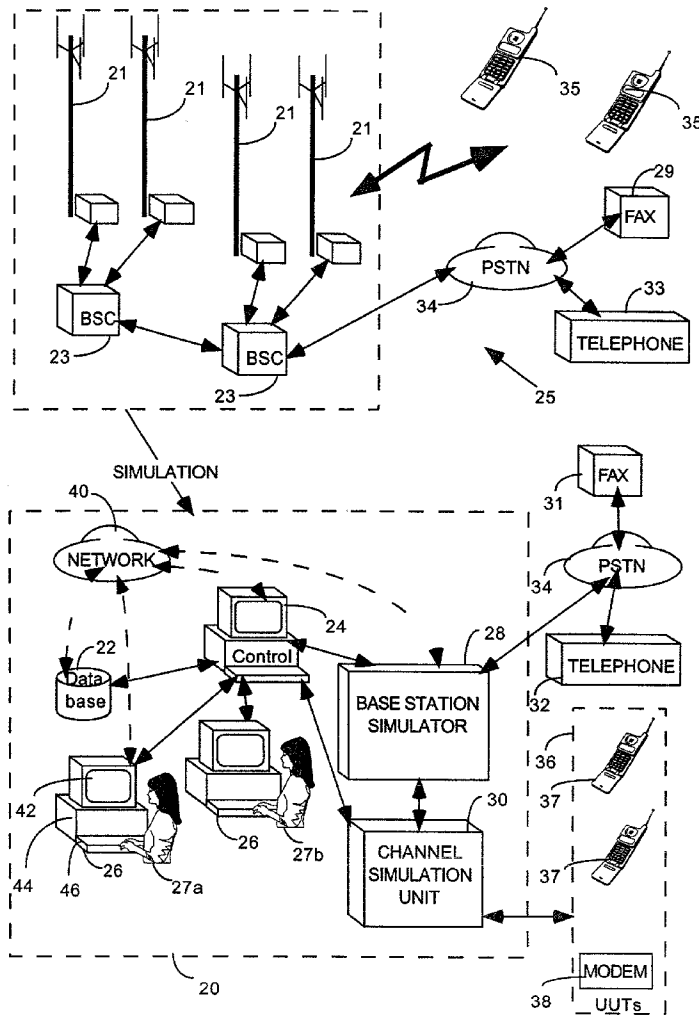 21
21
21
21
35
35
29
FAX
PSTN
34
33
TELEPHONE
BSC
23
BSC
23
25
SIMULATION
40
NETWORK
31
FAX
34
PSTN
TELEPHONE
32
24
Control
22
Data
base
28
BASE STATION
SIMULATOR
36
37
37
42
44
46
26
27a
26
27b
30
CHANNEL
SIMULATION
UNIT
20
MODEM
38
UUTs